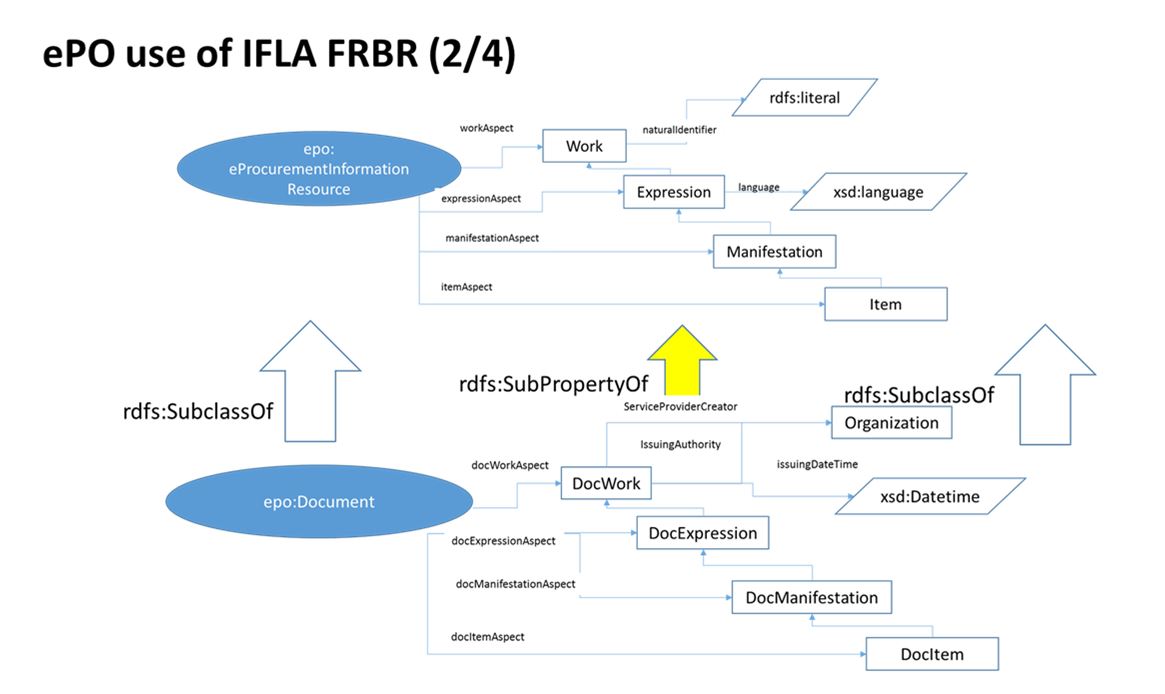 ePO use of IFLA FRBR (2/4)
rdfs:literal
workAspect
naturalIdentifier
epo:
eProcurementInformation
Resource
Work
Expression
language
xsd:language
expressionAspect
manifestationAspect
Manifestation
itemAspect
Item
rdfs:SubclassOf
rdfs:SubPropertyOf
rdfs:SubclassOf
ServiceProviderCreator
Organization
IssuingAuthority
docWorkAspect
issuingDateTime
DocWork
xsd:Datetime
epo:Document
docExpressionAspect
DocExpression
docManifestationAspect
DocManifestation
docItemAspect
DocItem